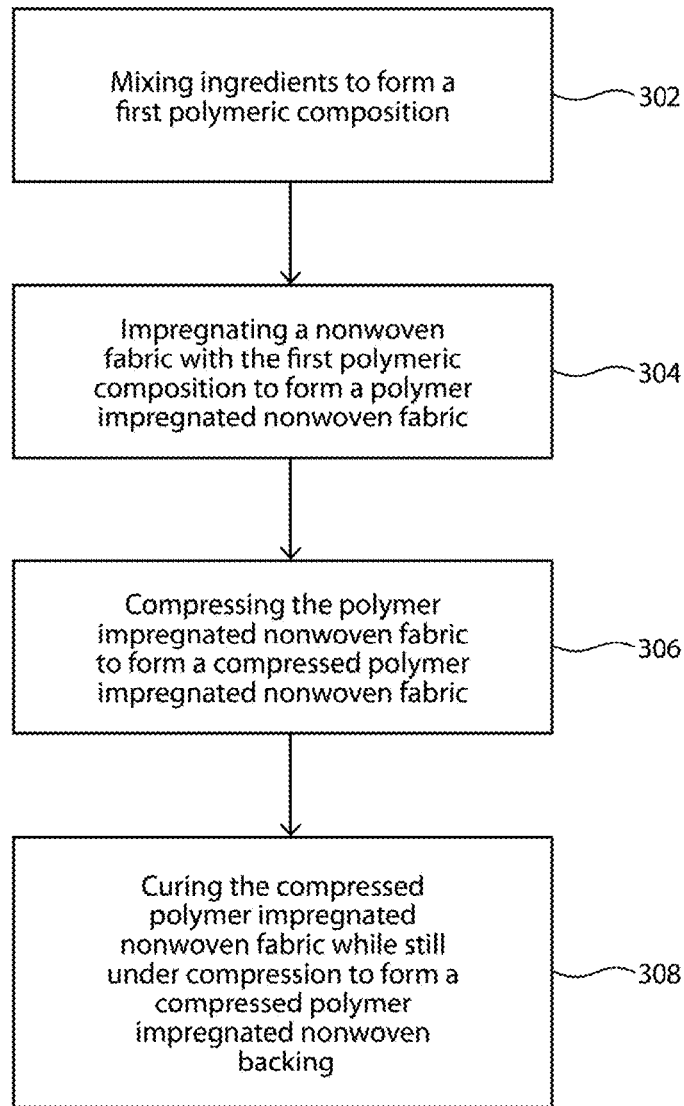 Mixing ingredients to form a
first polymeric composition
302
Impregnating a nonwoven
fabric with the first polymeric
composition to form a polymer
impregnated nonwoven fabric
304
Compressing the polymer
impregnated nonwoven fabric
to form a compressed polymer
impregnated nonwoven fabric
306
Curing the compressed
polymer impregnated
nonwoven fabric while still
under compression to form a
compressed polymer
impregnated nonwoven
backing
308